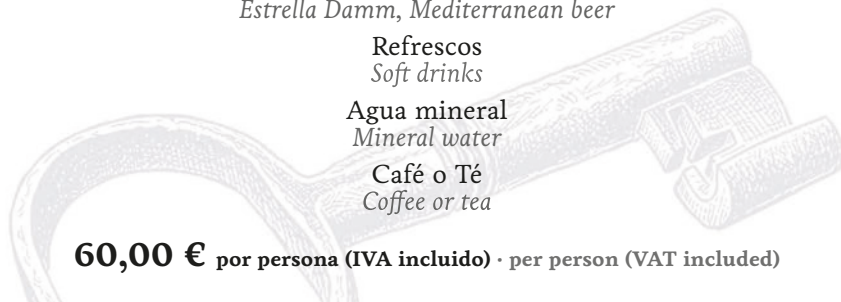 Estrella Damm, Mediterranean beer
Refrescos
Soft drinks
Agua mineral
Mineral water
Café o Té
Coffee or tea
60,00 € por persona (IVA incluido) · per person (VAT included)